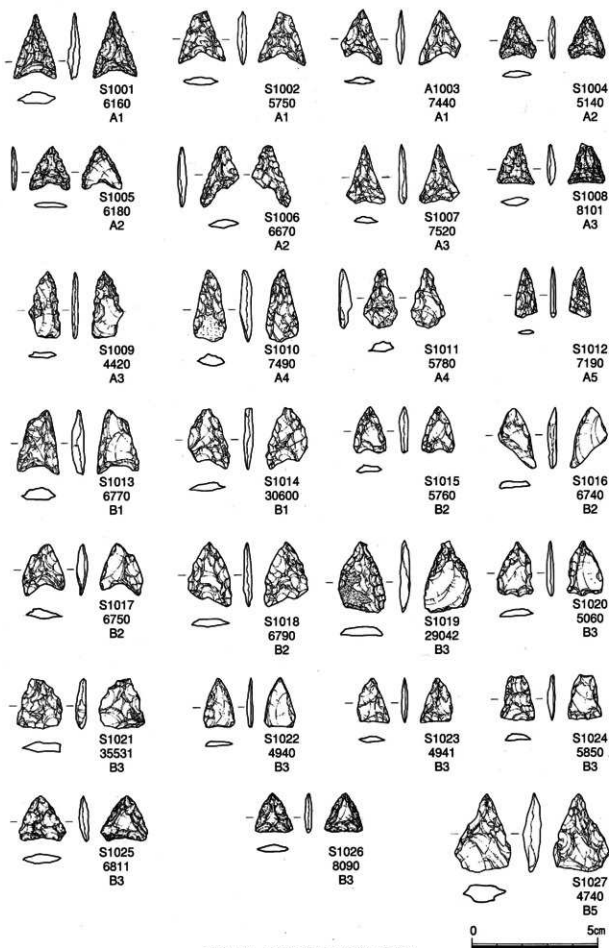 S1001
6160
A1
S1002
5750
A1
A1003
7440
A1
S1004
5140
A2
S1005
6180
A2
S1006
6670
A2
S1007
7520
A3
S1008
8101
A3
S1009
4420
A3
S1010
7490
A4
S1011
5780
A4
S1012
7190
A5
S1013
6770
B1
S1014
30600
B1
S1015
5760
B2
S1016
6740
B2
S1017
6750
B2
S1018
6790
B2
S1019
29042
B3
S1020
5060
B3
S1021
35531
B3
S1022
4940
B3
S1023
4941
B3
S1024
5850
B3
S1025
6811
B3
S1026
8090
B3
S1027
4740
B5
0 5cm